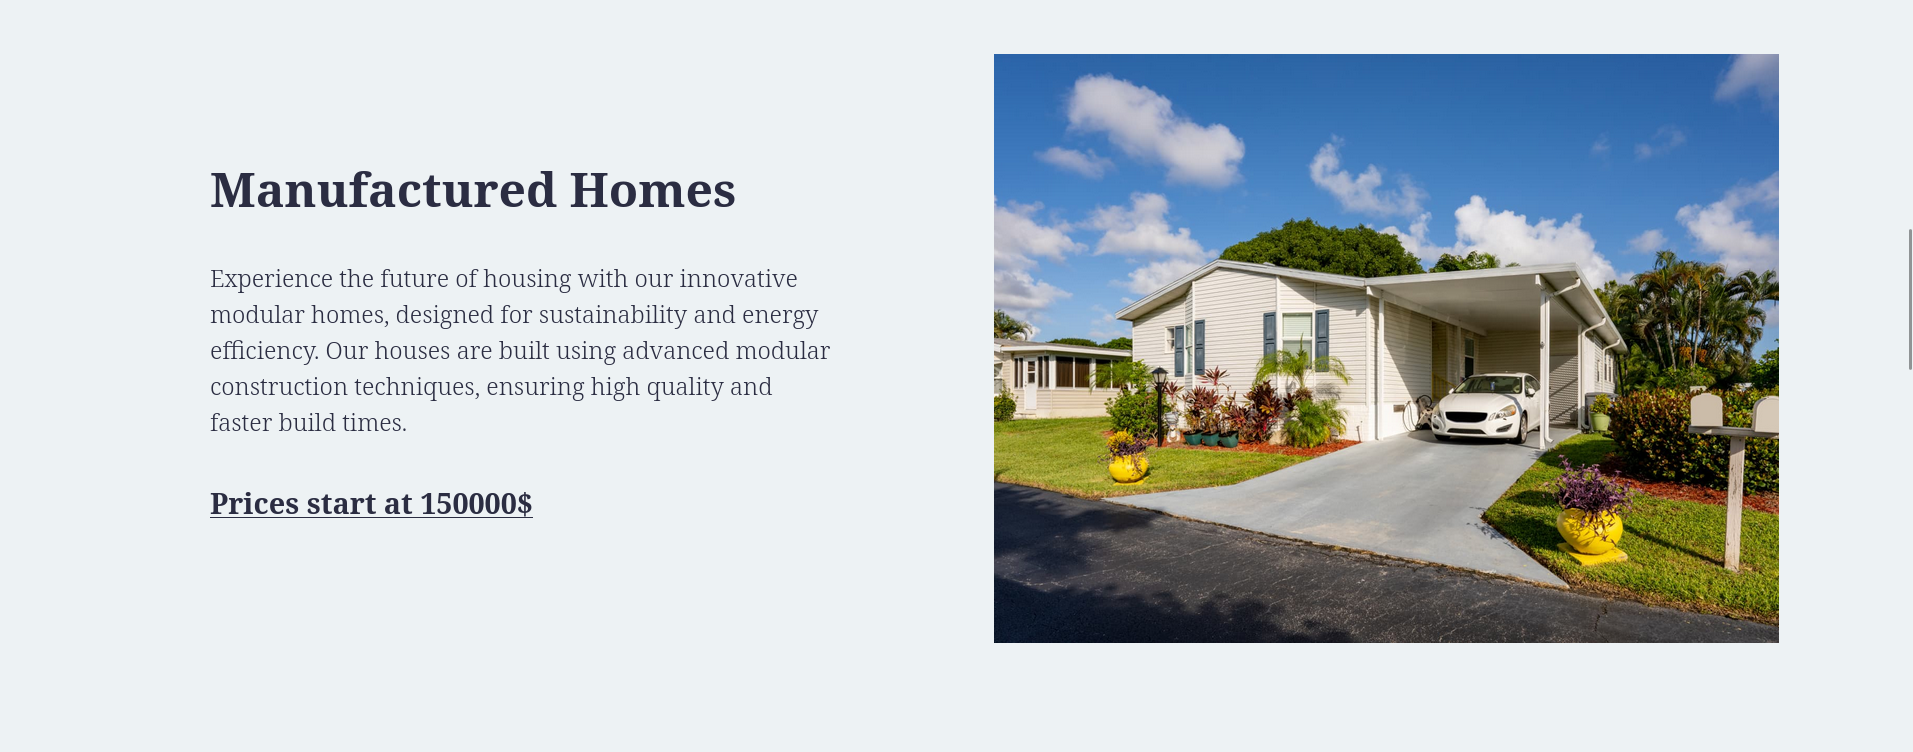 Manufactured Homes
Experience the future of housing with our innovative
modular homes, designed for sustainability and energy
efficiency. Our houses are built using advanced modular
construction techniques, ensuring high quality and
faster build times.
Prices start at 150000$